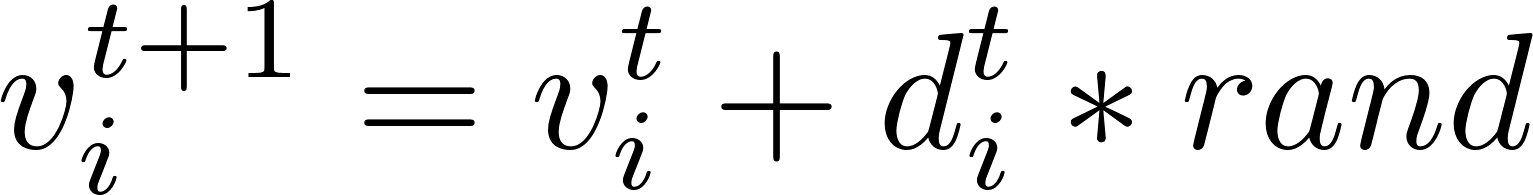 v_i^{t+1} = v_i^t + d_i^t * rand